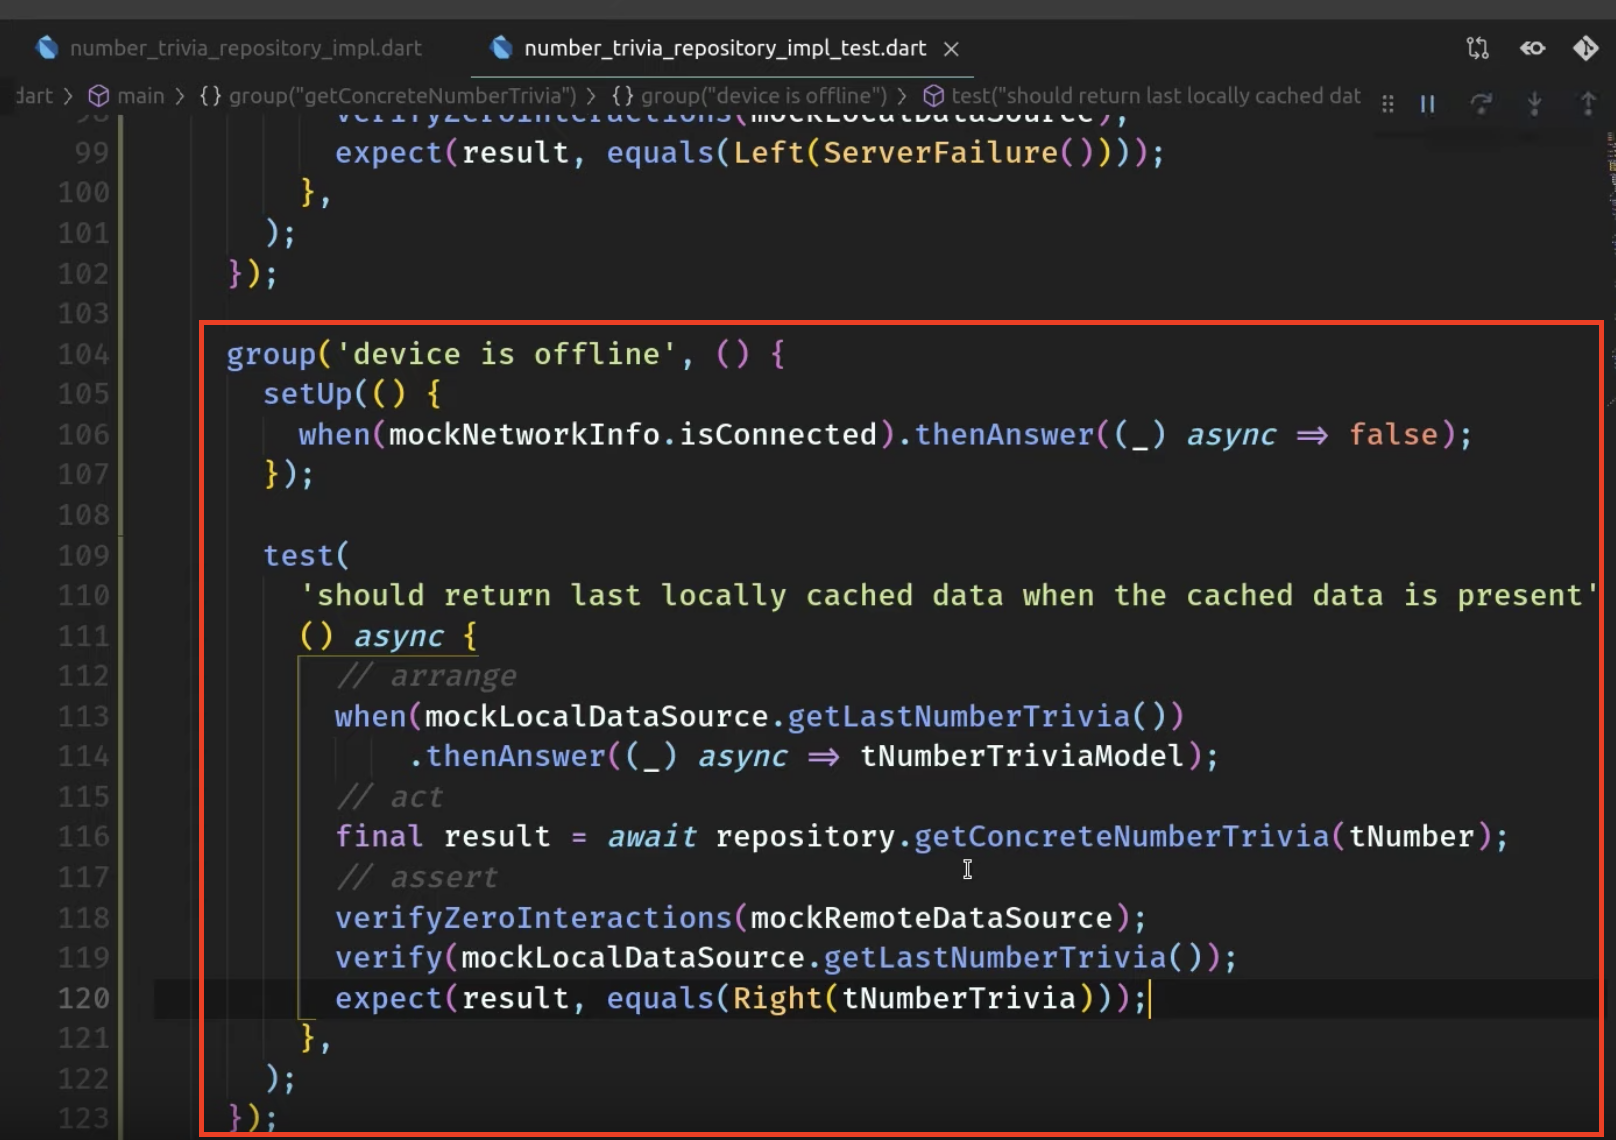 number_trivia_repository_impl.dart
number_trivia_repository_impl_test.dart
dart > main > {} group("getConcreteNumberTrivia") > {} group("device is offline") > test("should return last locally cached dat
98 verifyZeroInteractions(mockLocalDataSource);
99 expect(result, equals(Left(ServerFailure())));
100 },
101 );
102 });
103
104 group('device is offline', () {
105 setUp(() {
106 when(mockNetworkInfo.isConnected).thenAnswer((_) async => false);
107 });
108
109 test(
110 'should return last locally cached data when the cached data is present'
111 () async {
112 // arrange
113 when(mockLocalDataSource.getLastNumberTrivia())
114 .thenAnswer((_) async => tNumberTriviaModel);
115 // act
116 final result = await repository.getConcreteNumberTrivia(tNumber);
117 // assert
118 verifyZeroInteractions(mockRemoteDataSource);
119 verify(mockLocalDataSource.getLastNumberTrivia());
120 expect(result, equals(Right(tNumberTrivia)));
121 },
122 );
123 });